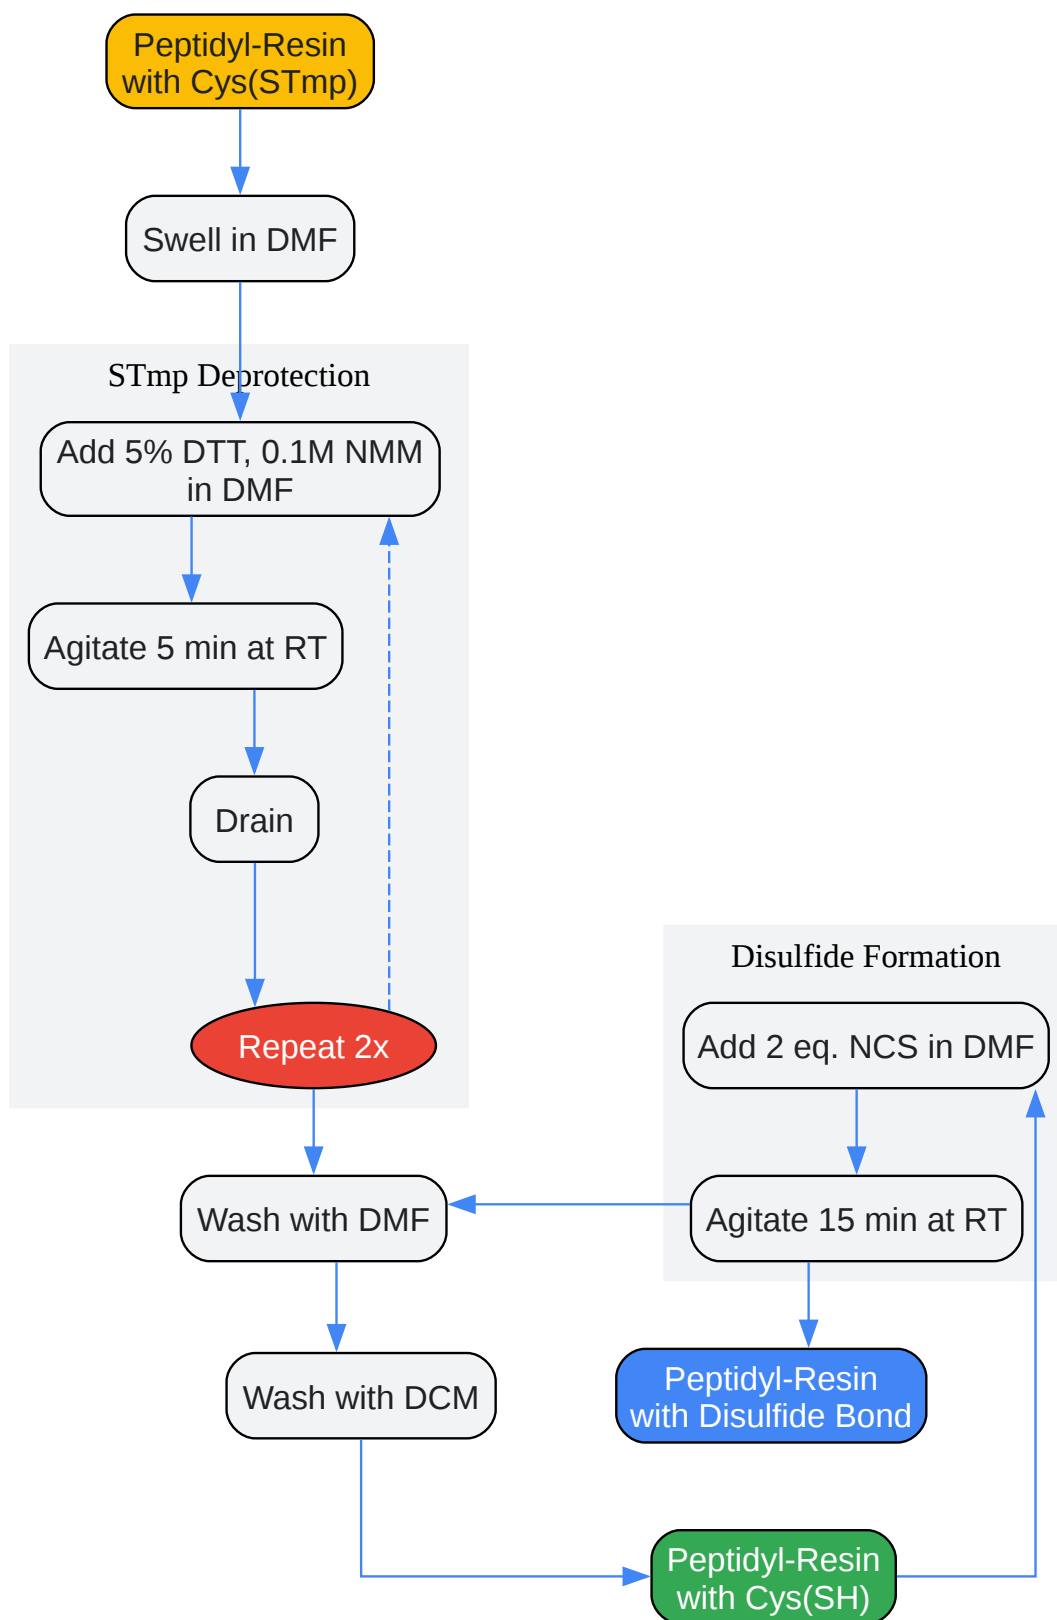 Peptidyl-Resin
with Cys(STmp)
Swell in DMF
STmp Deprotection
Add 5% DTT, 0.1M NMM
in DMF
Agitate 5 min at RT
Drain
Repeat 2x
Disulfide Formation
Add 2 eq. NCS in DMF
Wash with DMF
Agitate 15 min at RT
Wash with DCM
Peptidyl-Resin
with Disulfide Bond
Peptidyl-Resin
with Cys(SH)